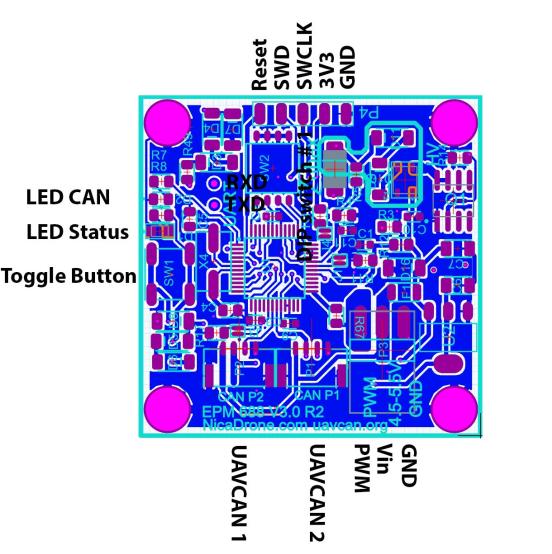 Reset
SWD
SWCLK
3V3
GND
P4
D4
D7
R7
R8
RXD
TXD
DIP switch # 1
LED CAN
LED Status
Toggle Button
SW1
X4
R97
CAN P2
CAN P1
PWM
4.5-5.5V
GND
EPM 688 V3.0 R2
NicaDrone.com uavcan.org
UAVCAN 1
UAVCAN 2
PWM
Vin
GND